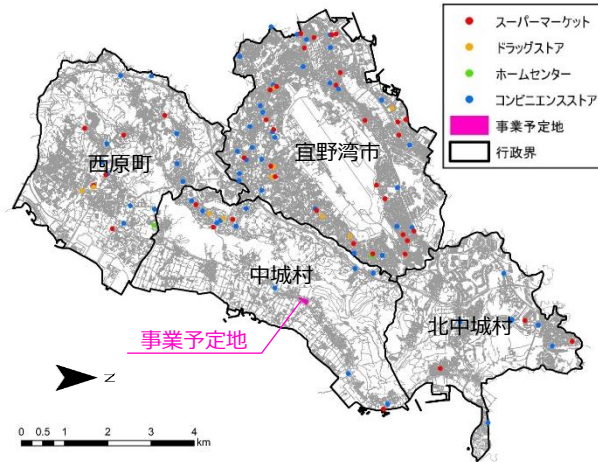 スーパーマーケット
ドラッグストア
ホームセンター
コンビニエンスストア
事業予定地
行政界
宜野湾市
西原町
中城村
北中城村
事業予定地
N
0 0.5 1 2 3 4
km